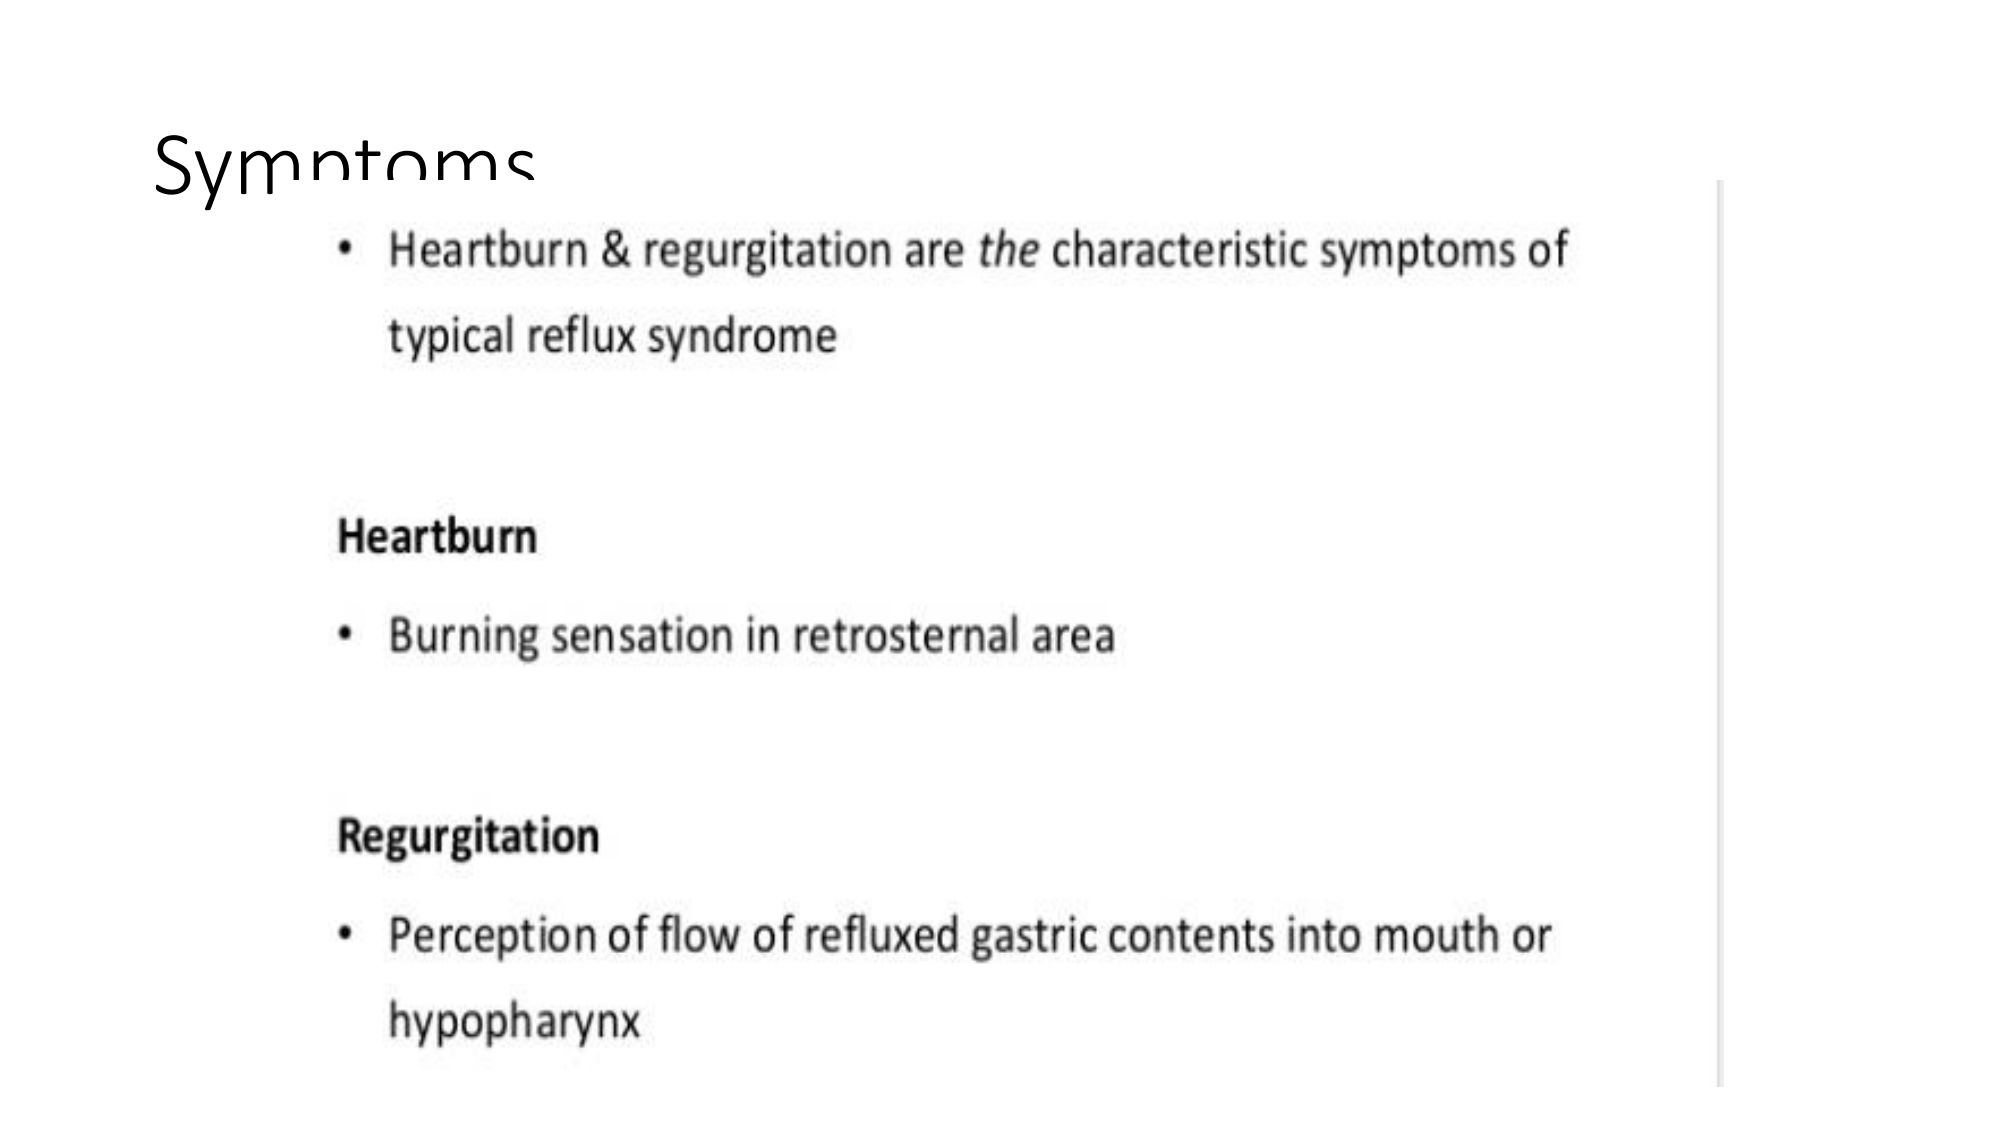 Symptoms
• Heartburn & regurgitation are the characteristic symptoms of
typical reflux syndrome
Heartburn
• Burning sensation in retrosternal area
Regurgitation
• Perception of flow of refluxed gastric contents into mouth or
hypopharynx